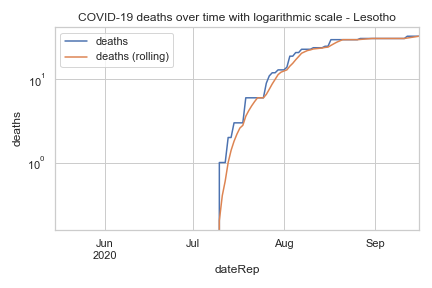 COVID-19 deaths over time with logarithmic scale - Lesotho
deaths
deaths (rolling)
10¹
10⁰
deaths
Jun
2020
Jul
Aug
Sep
dateRep